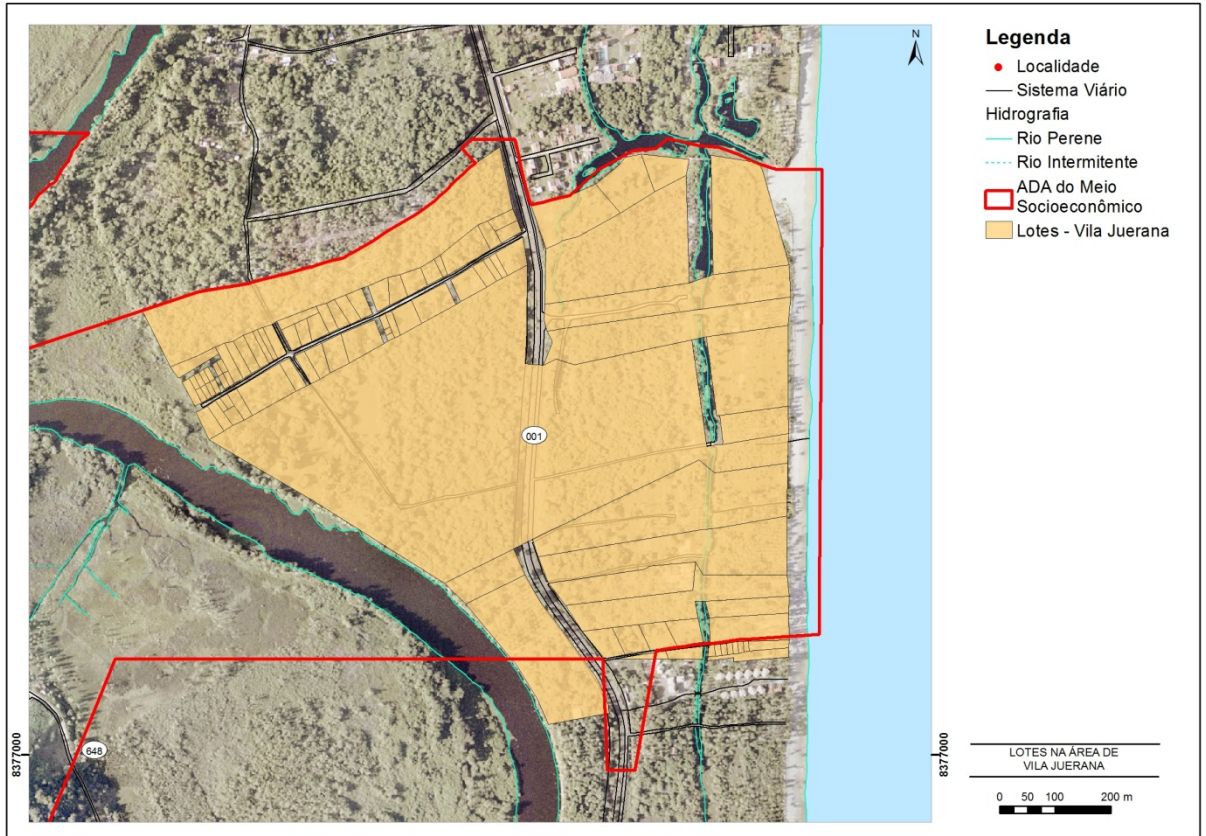 N
Legenda
Localidade
Sistema Viário
Hidrografia
Rio Perene
Rio Intermitente
ADA do Meio
Socioeconômico
Lotes - Vila Juerana
001
648
8377000
8377000
LOTES NA ÁREA DE
VILA JUERANA
0 50 100 200 m